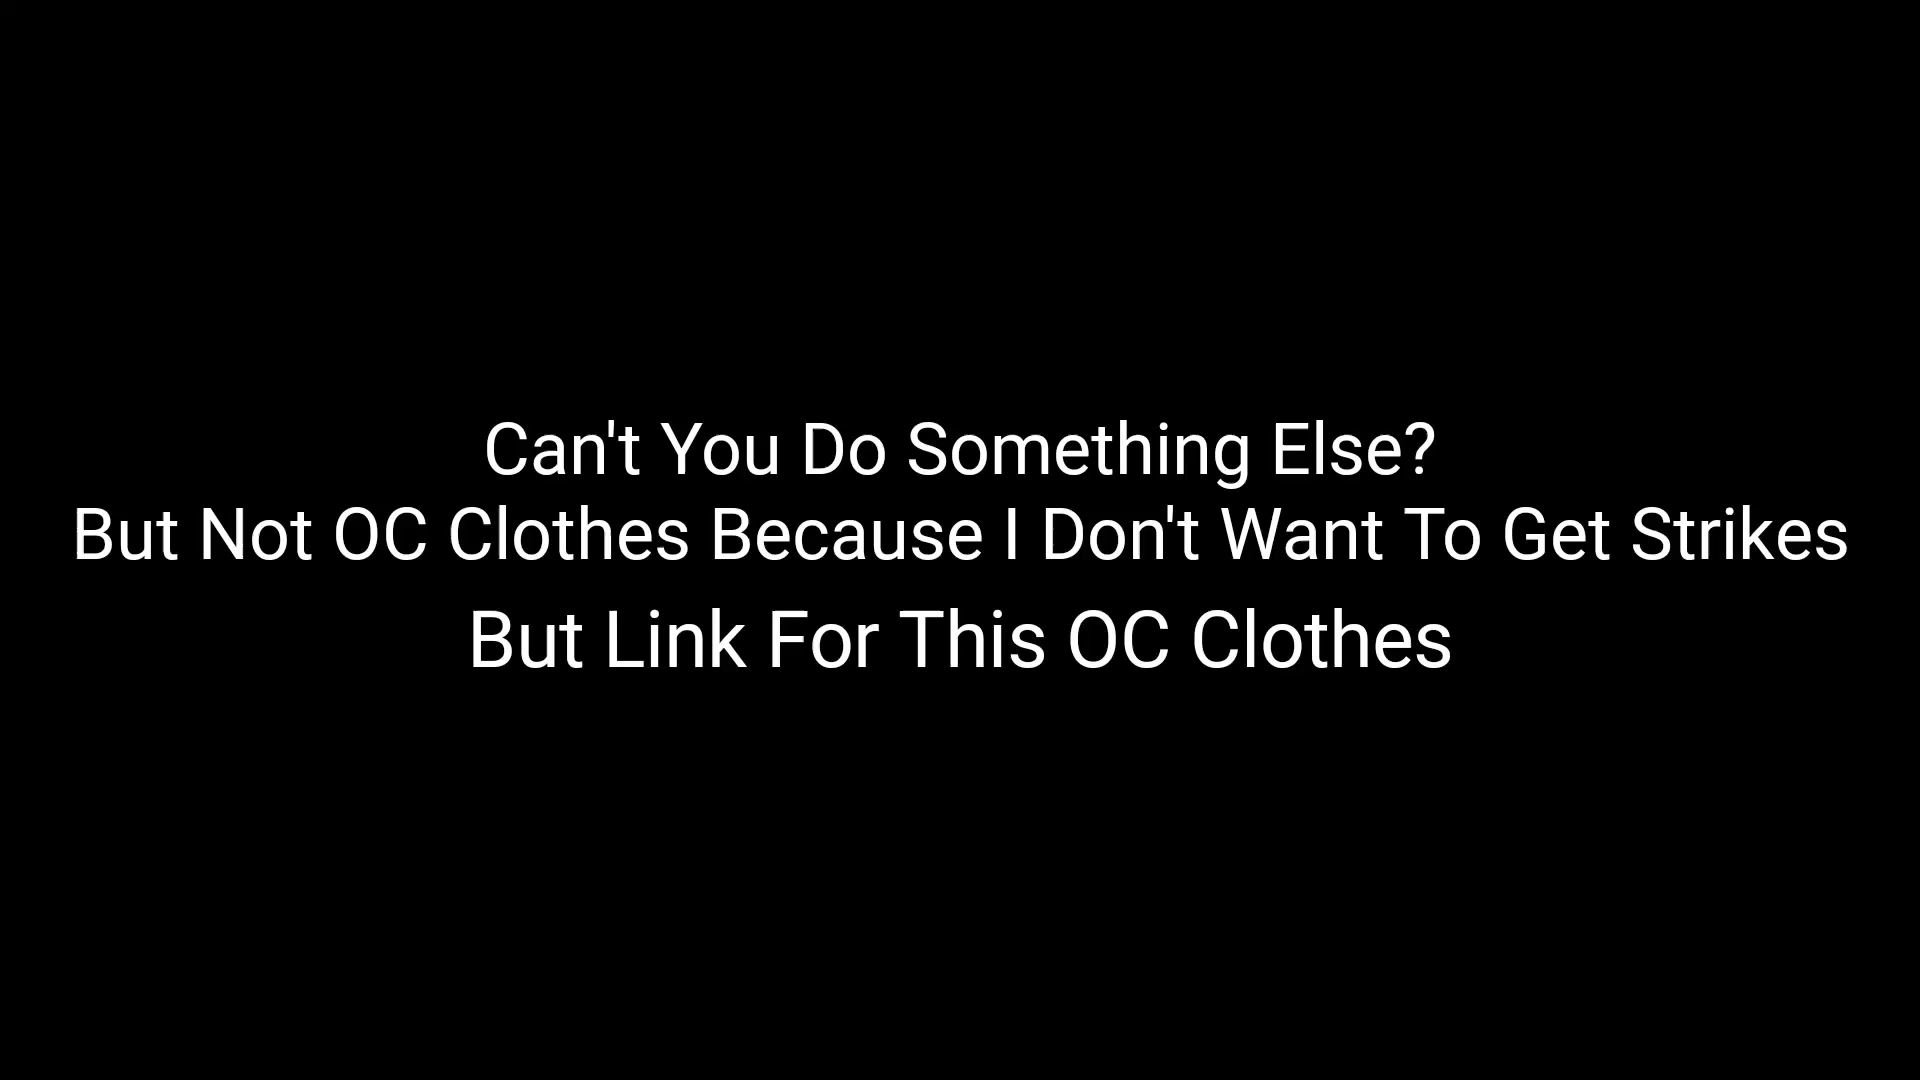 Can't You Do Something Else?
But Not OC Clothes Because I Don't Want To Get Strikes
But Link For This OC Clothes